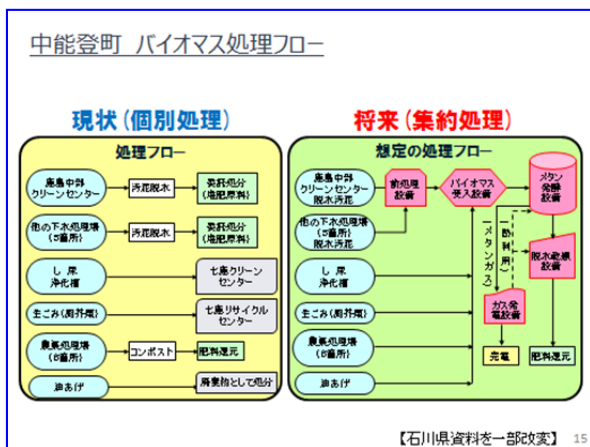 中能登町 バイオマス処理フロー
現状(個別処理)
処理フロー
鹿島中部
クリーンセンター
汚泥脱水
委託処分
(堆肥原料)
他の下水処理場
(5箇所)
汚泥脱水
委託処分
(堆肥原料)
し 尿
浄化槽
七尾クリーン
センター
生ごみ(厨芥類)
七尾リサイクル
センター
農集処理場
コンポスト
肥料還元
油あげ
廃棄物として処分
将来(集約処理)
想定の処理フロー
鹿島中部
クリーンセンター
脱水汚泥
前処理
設備
バイオマス
受入設備
メタン
発酵
設備
他の下水処理場
(5箇所)
脱水汚泥
し 尿
浄化槽
(メタンガス)
脱水乾燥
設備
生ごみ(厨芥類)
ガス発
電設備
農集処理場
売電
肥料還元
油あげ
【石川県資料を一部改変】 15